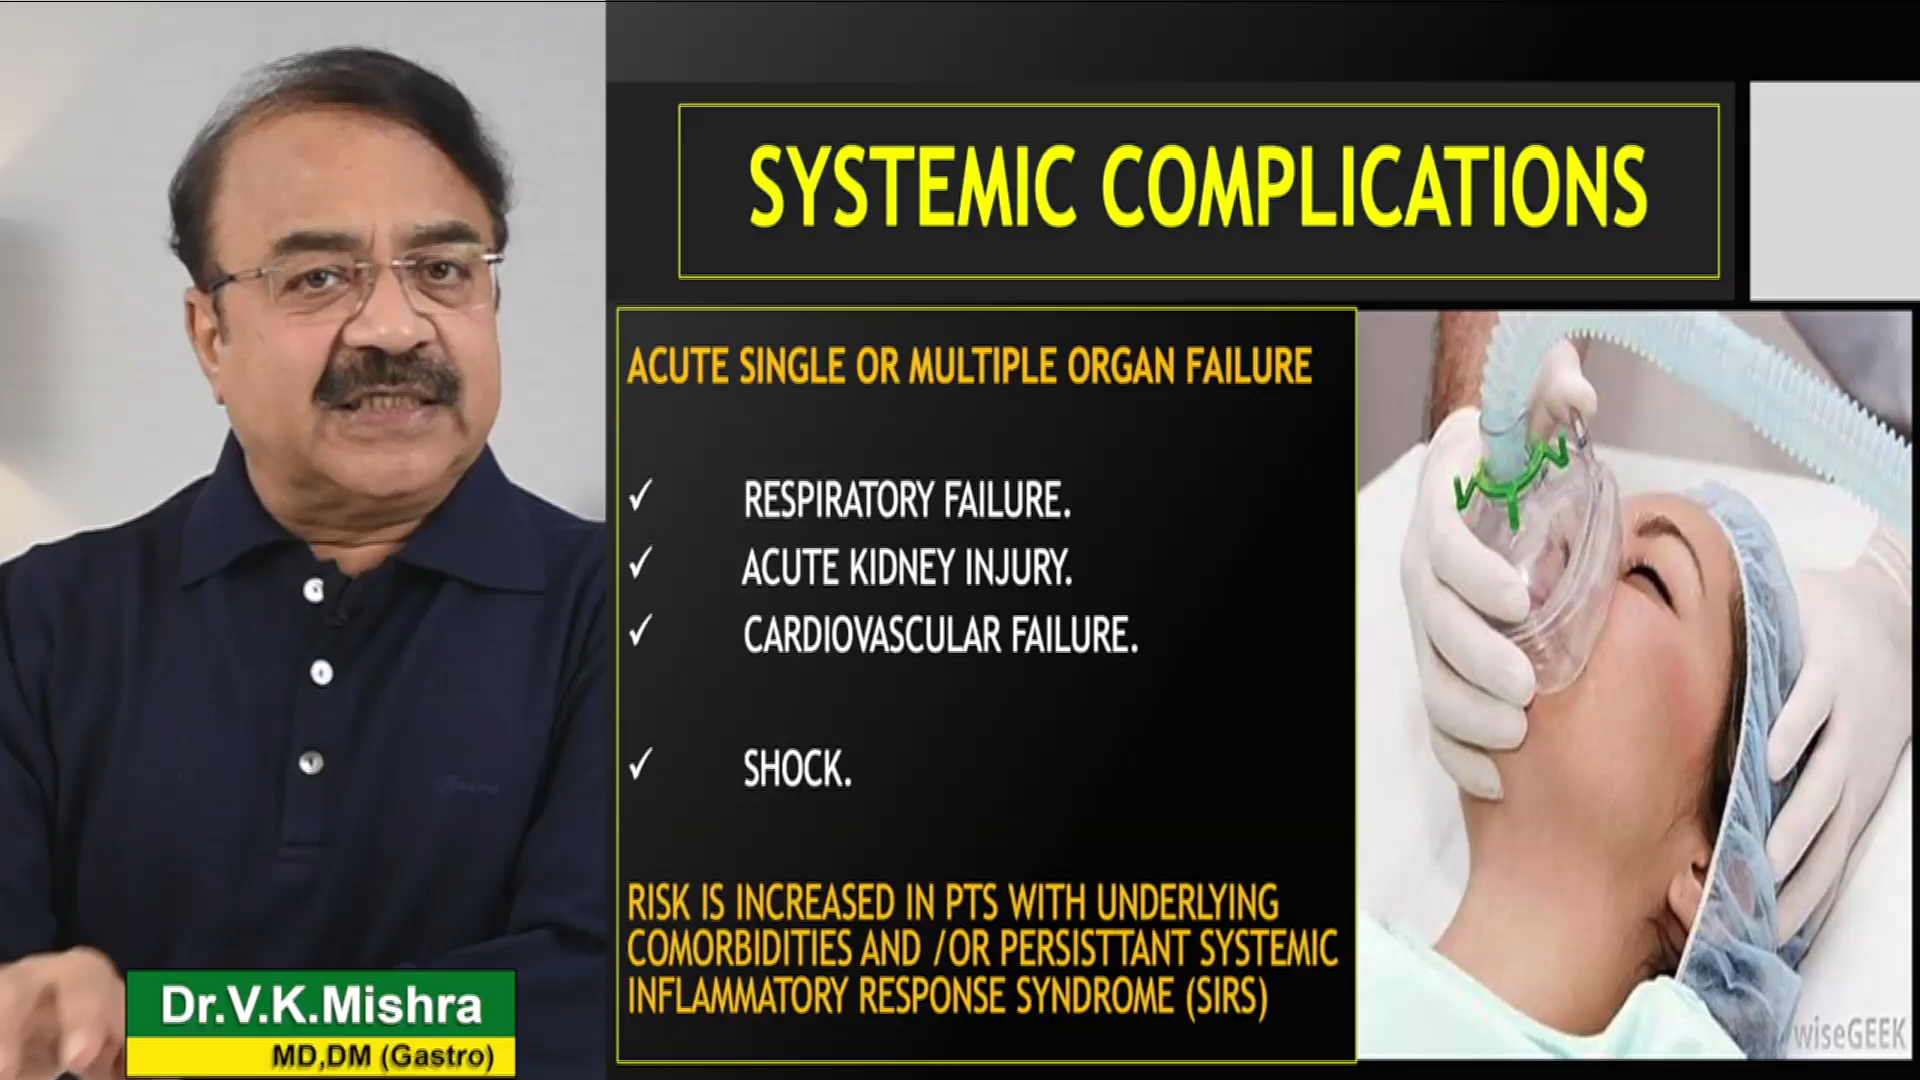 SYSTEMIC COMPLICATIONS
ACUTE SINGLE OR MULTIPLE ORGAN FAILURE
✓ RESPIRATORY FAILURE.
✓ ACUTE KIDNEY INJURY.
✓ CARDIOVASCULAR FAILURE.
✓ SHOCK.
RISK IS INCREASED IN PTS WITH UNDERLYING
COMORBIDITIES AND /OR PERSISTTANT SYSTEMIC
INFLAMMATORY RESPONSE SYNDROME (SIRS)
wiseGEEK
Dr.V.K.Mishra
MD,DM (Gastro)